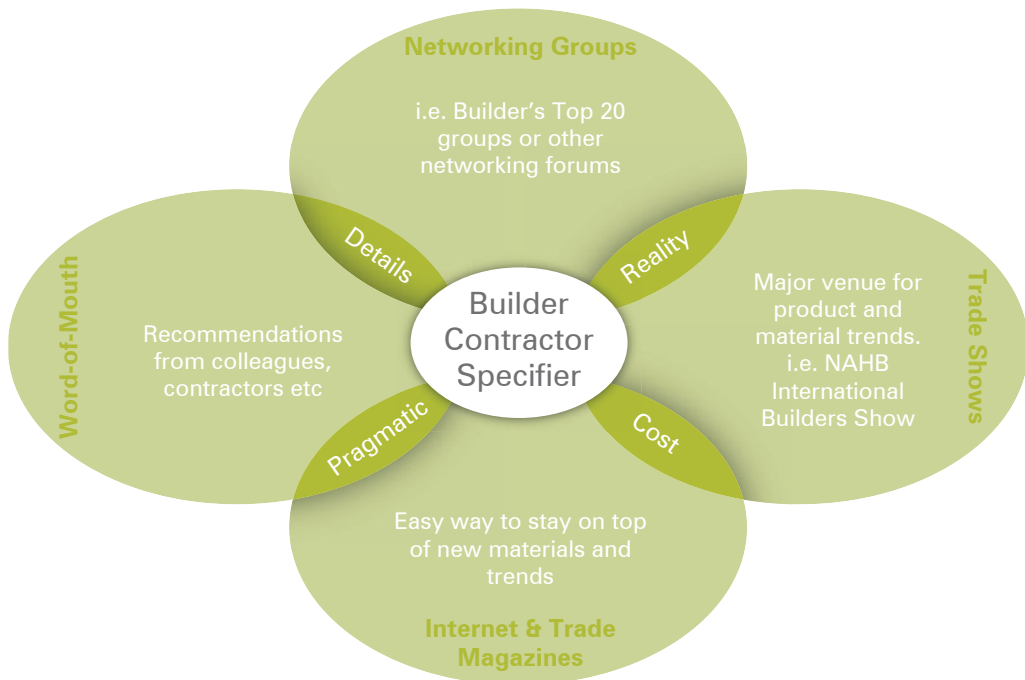 Networking Groups
i.e. Builder’s Top 20
groups or other
networking forums
Details
Reality
Word-of-Mouth
Recommendations
from colleagues,
contractors etc
Builder
Contractor
Specifier
Major venue for
product and
material trends.
i.e. NAHB
International
Builders Show
Trade Shows
Pragmatic
Cost
Easy way to stay on top
of new materials and
trends
Internet & Trade
Magazines